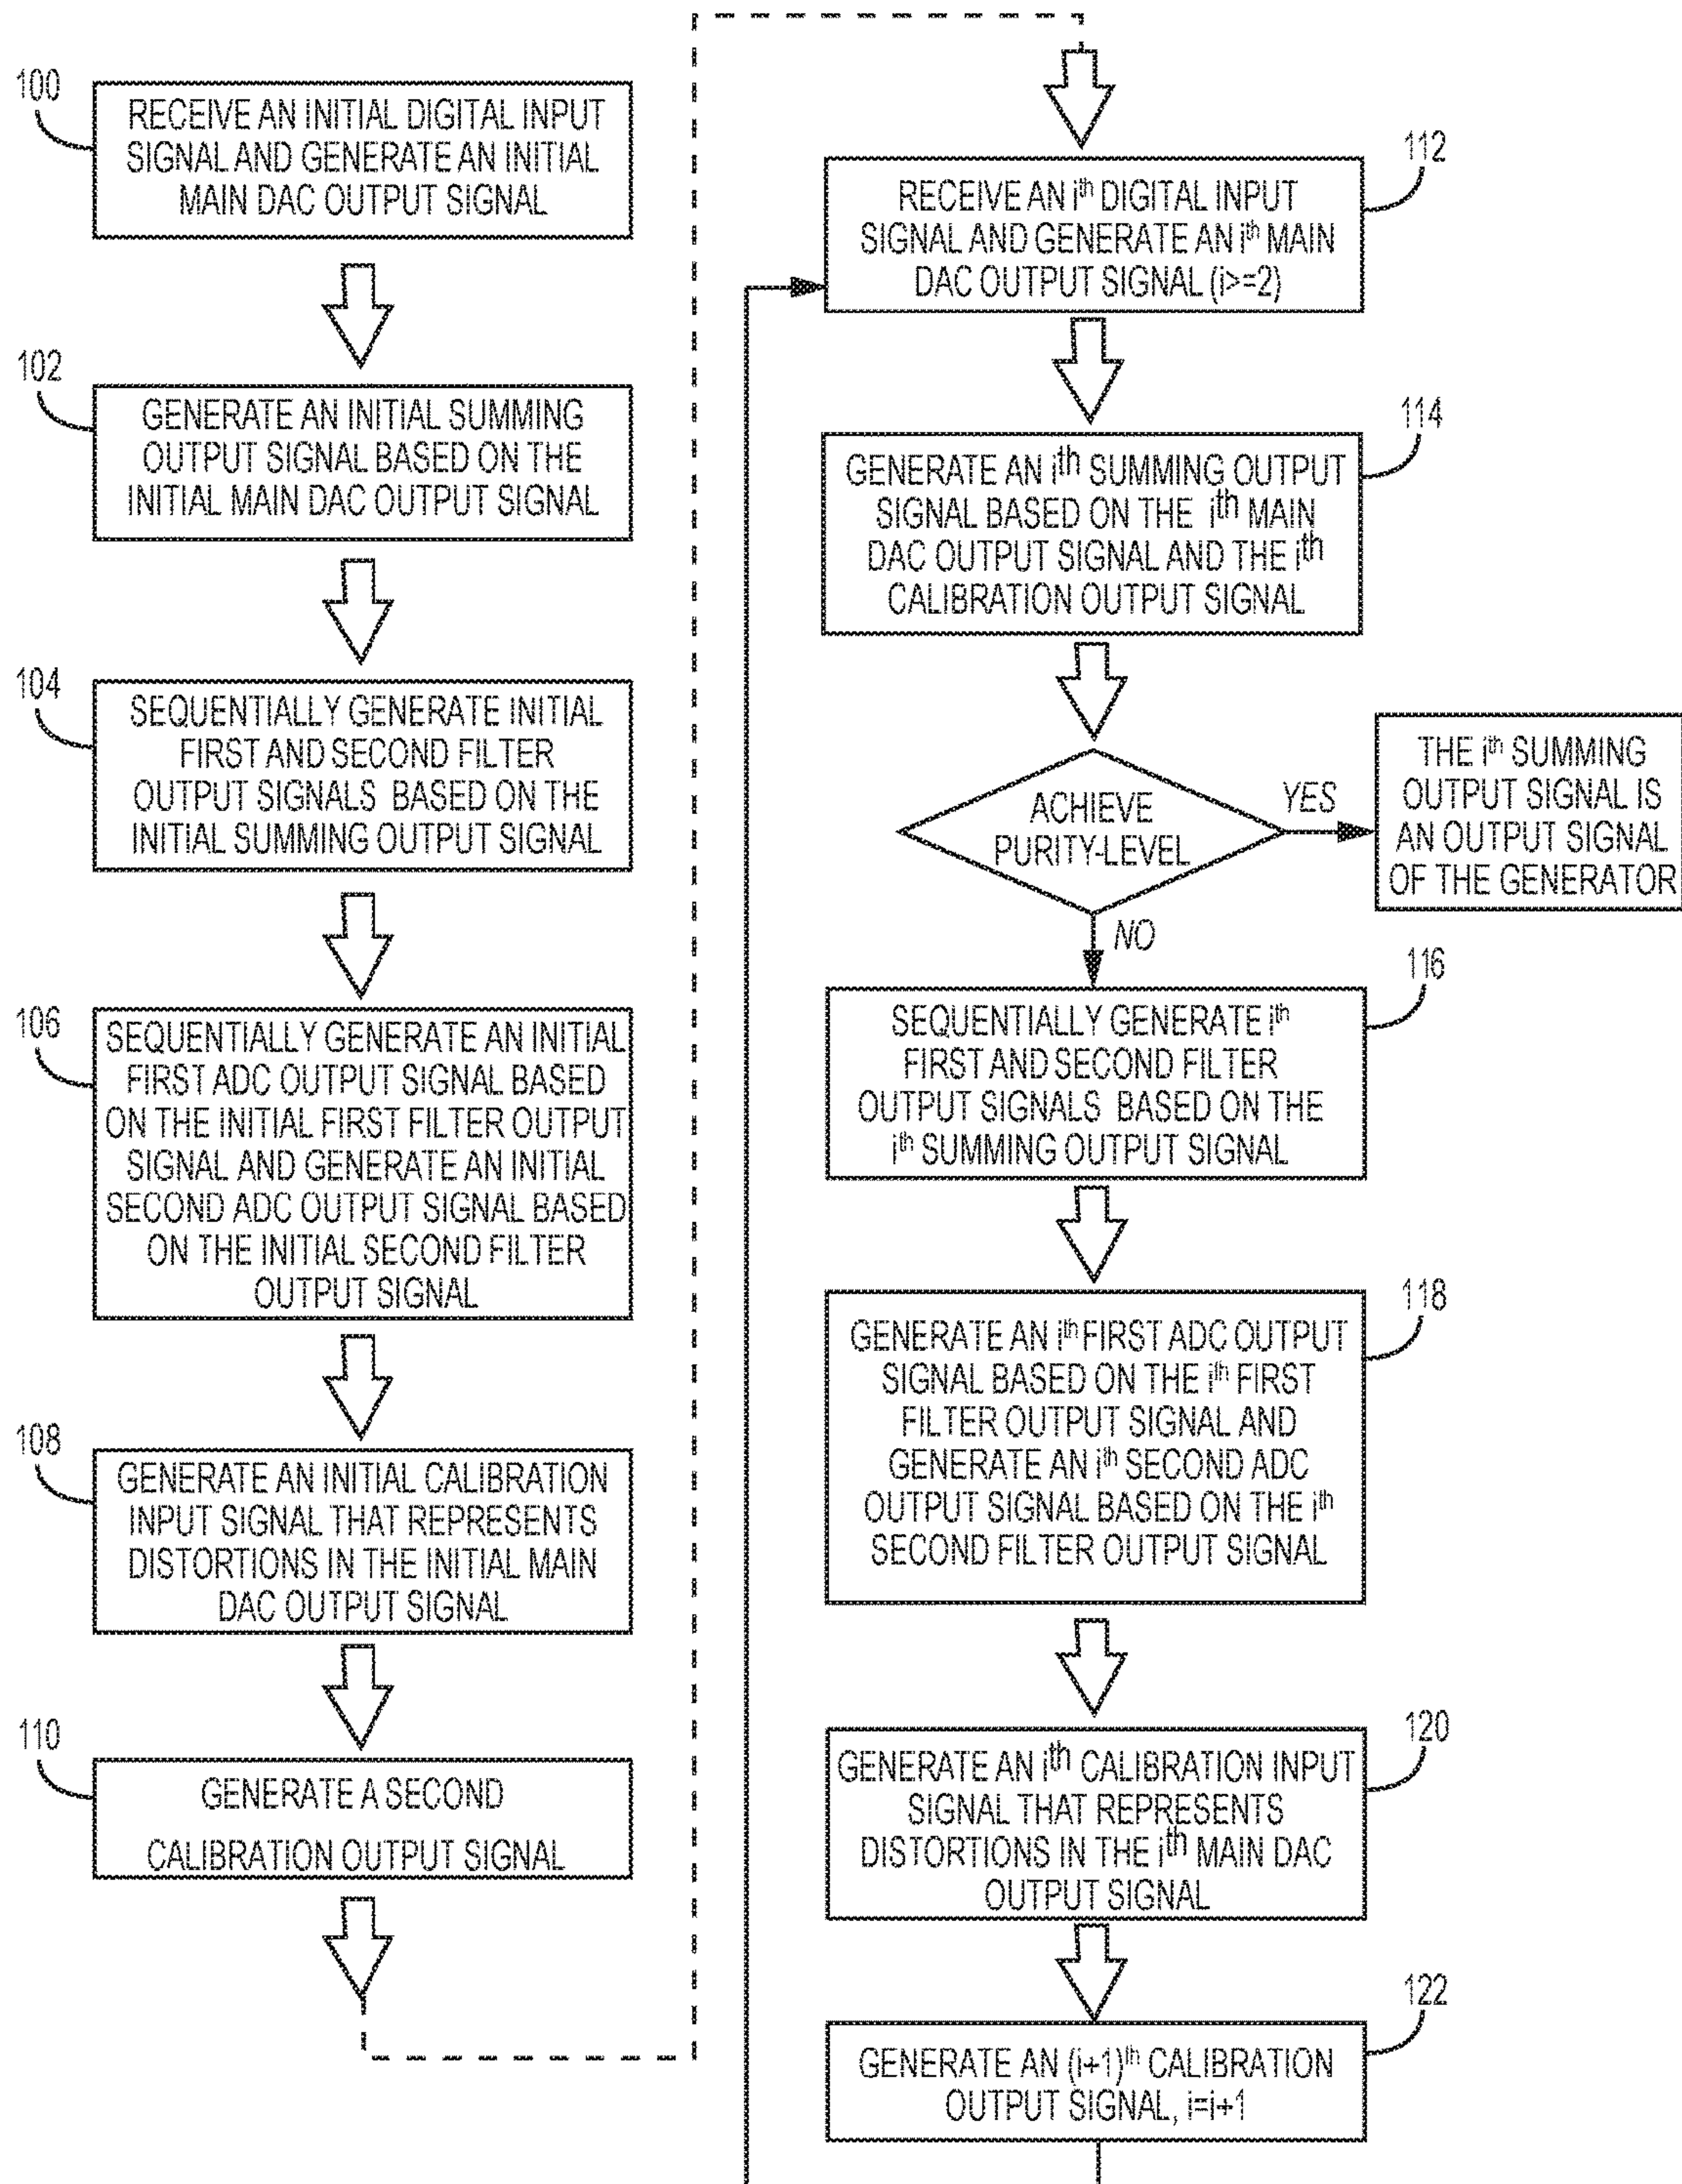 100
RECEIVE AN INITIAL DIGITAL INPUT
SIGNAL AND GENERATE AN INITIAL
MAIN DAC OUTPUT SIGNAL
102
GENERATE AN INITIAL SUMMING
OUTPUT SIGNAL BASED ON THE
INITIAL MAIN DAC OUTPUT SIGNAL
104
SEQUENTIALLY GENERATE INITIAL
FIRST AND SECOND FILTER
OUTPUT SIGNALS BASED ON THE
INITIAL SUMMING OUTPUT SIGNAL
106
SEQUENTIALLY GENERATE AN INITIAL
FIRST ADC OUTPUT SIGNAL BASED
ON THE INITIAL FIRST FILTER OUTPUT
SIGNAL AND GENERATE AN INITIAL
SECOND ADC OUTPUT SIGNAL BASED
ON THE INITIAL SECOND FILTER
OUTPUT SIGNAL
108
GENERATE AN INITIAL CALIBRATION
INPUT SIGNAL THAT REPRESENTS
DISTORTIONS IN THE INITIAL MAIN
DAC OUTPUT SIGNAL
110
GENERATE A SECOND
CALIBRATION OUTPUT SIGNAL
112
RECEIVE AN ith DIGITAL INPUT
SIGNAL AND GENERATE AN ith MAIN
DAC OUTPUT SIGNAL (i>=2)
114
GENERATE AN ith SUMMING OUTPUT
SIGNAL BASED ON THE ith MAIN
DAC OUTPUT SIGNAL AND THE ith
CALIBRATION OUTPUT SIGNAL
ACHIEVE
PURITY-LEVEL
YES
THE ith SUMMING
OUTPUT SIGNAL IS
AN OUTPUT SIGNAL
OF THE GENERATOR
NO
116
SEQUENTIALLY GENERATE ith
FIRST AND SECOND FILTER
OUTPUT SIGNALS BASED ON THE
ith SUMMING OUTPUT SIGNAL
118
GENERATE AN ith FIRST ADC OUTPUT
SIGNAL BASED ON THE ith FIRST
FILTER OUTPUT SIGNAL AND
GENERATE AN ith SECOND ADC
OUTPUT SIGNAL BASED ON THE ith
SECOND FILTER OUTPUT SIGNAL
120
GENERATE AN ith CALIBRATION INPUT
SIGNAL THAT REPRESENTS
DISTORTIONS IN THE ith MAIN DAC
OUTPUT SIGNAL
122
GENERATE AN (i+1)th CALIBRATION
OUTPUT SIGNAL, i=i+1